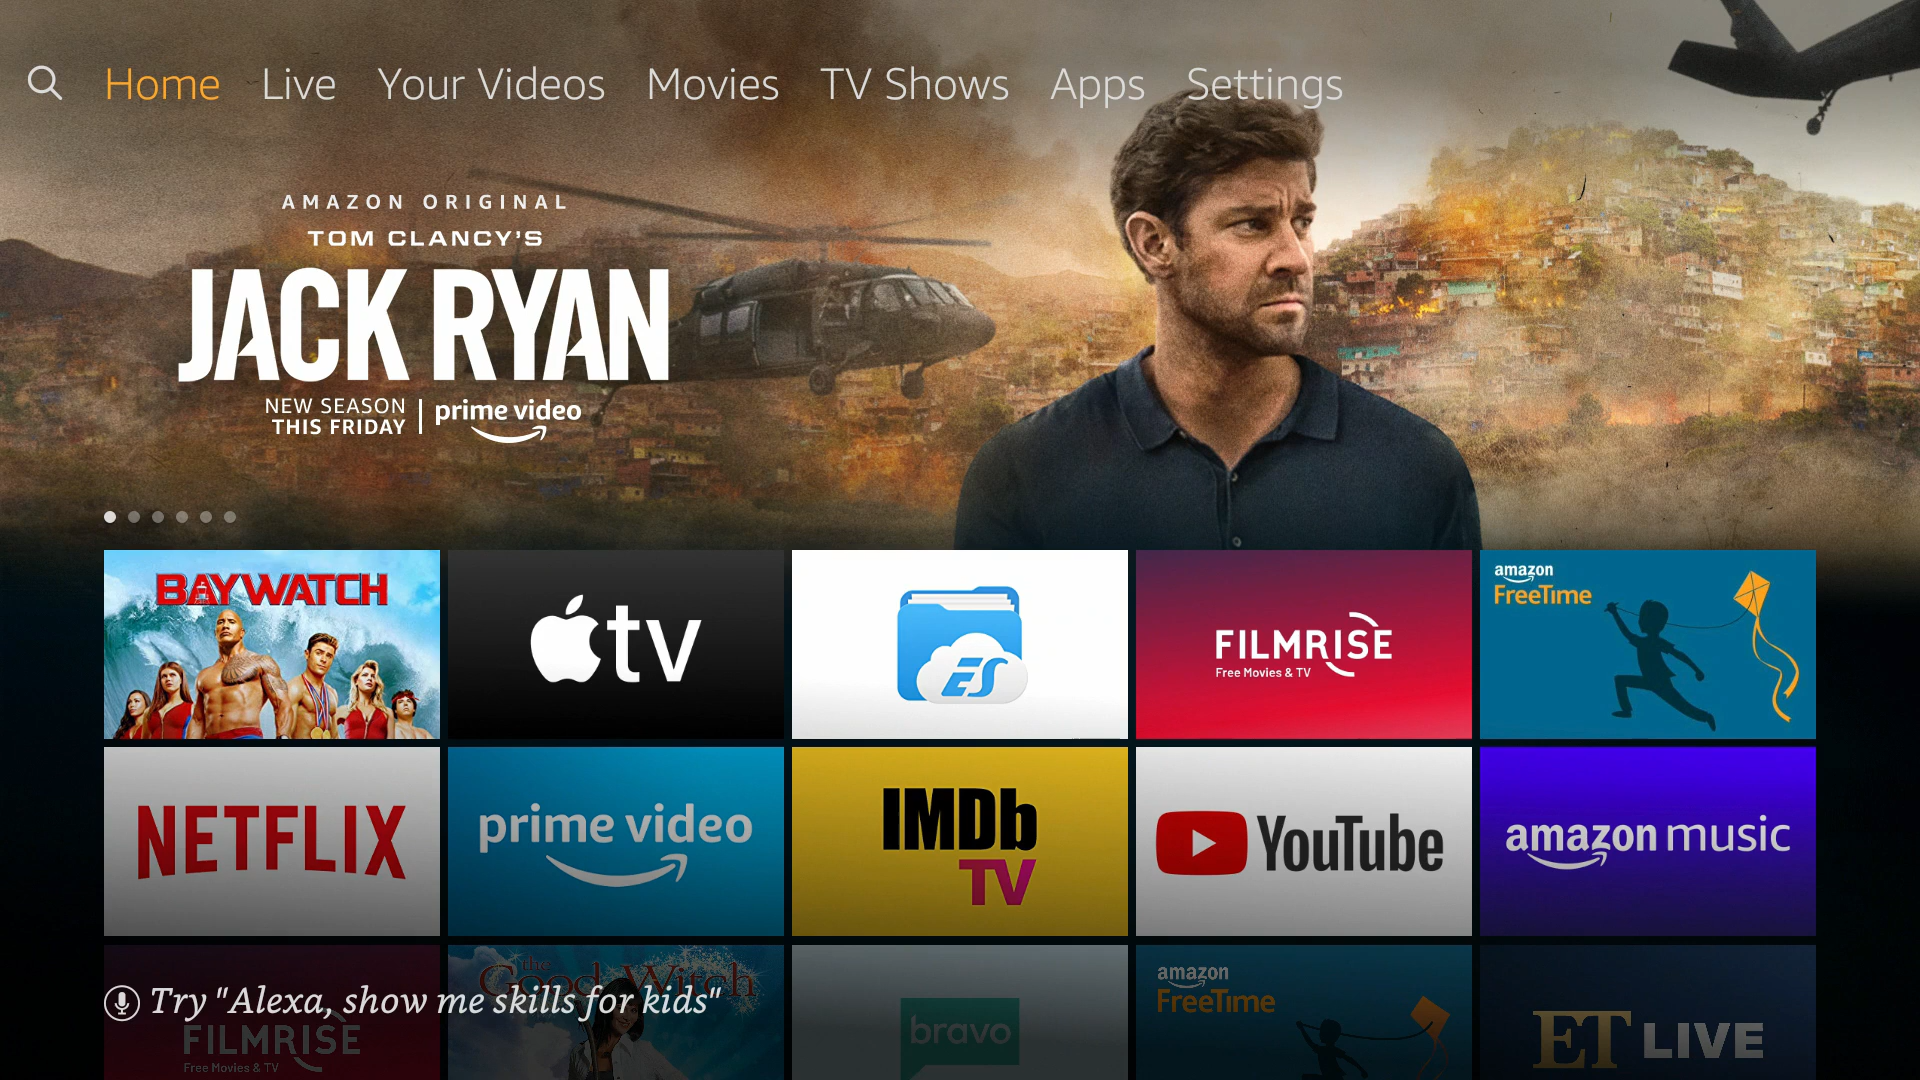 Home Live Your Videos Movies TV Shows Apps Settings
AMAZON ORIGINAL
TOM CLANCY'S
JACK RYAN
NEW SEASON
THIS FRIDAY
prime video
BAYWATCH
tv
ES
FILMRISE
Free Movies & TV
amazon
FreeTime
NETFLIX
prime video
IMDb
TV
YouTube
amazon music
Try "Alexa, show me skills for kids"
FILMRISE
Free Movies & TV
the
Good Witch
bravo
amazon
FreeTime
ET LIVE